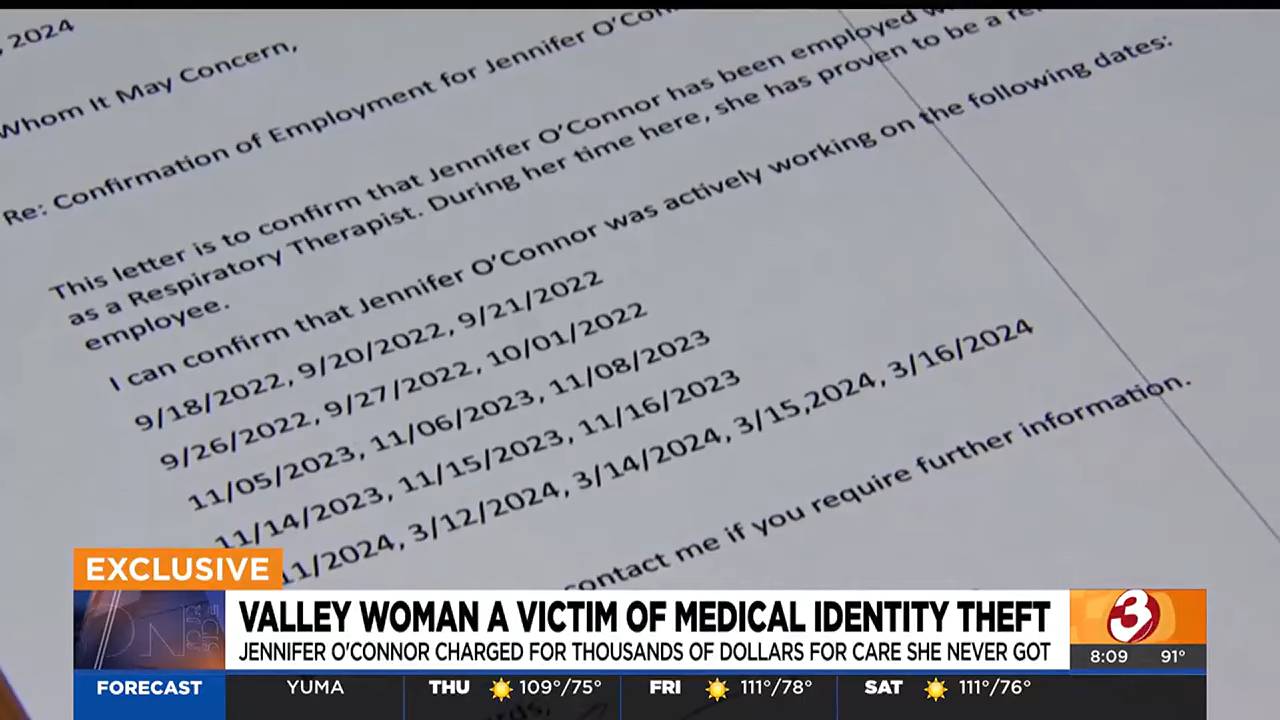 , 2024
Whom It May Concern,
Re: Confirmation of Employment for Jennifer
This letter is to confirm that Jennifer O'Connor has been employed
as a Respiratory Therapist. During her time here, she has proven to be a
employee.
I can confirm that Jennifer O'Connor was actively working on the following dates:
9/18/2022, 9/20/2022, 9/21/2022
9/26/2022, 9/27/2022, 10/01/2022
11/05/2023, 11/06/2023, 11/08/2023
11/14/2023, 11/15/2023, 11/16/2023
11/2024, 3/12/2024, 3/14/2024, 3/15,2024, 3/16/2024
contact me if you require further information.
EXCLUSIVE
ON YOUR SIDE
VALLEY WOMAN A VICTIM OF MEDICAL IDENTITY THEFT
JENNIFER O'CONNOR CHARGED FOR THOUSANDS OF DOLLARS FOR CARE SHE NEVER GOT
3
8:09 91°
FORECAST YUMA THU 109°/75° FRI 111°/78° SAT 111°/76°